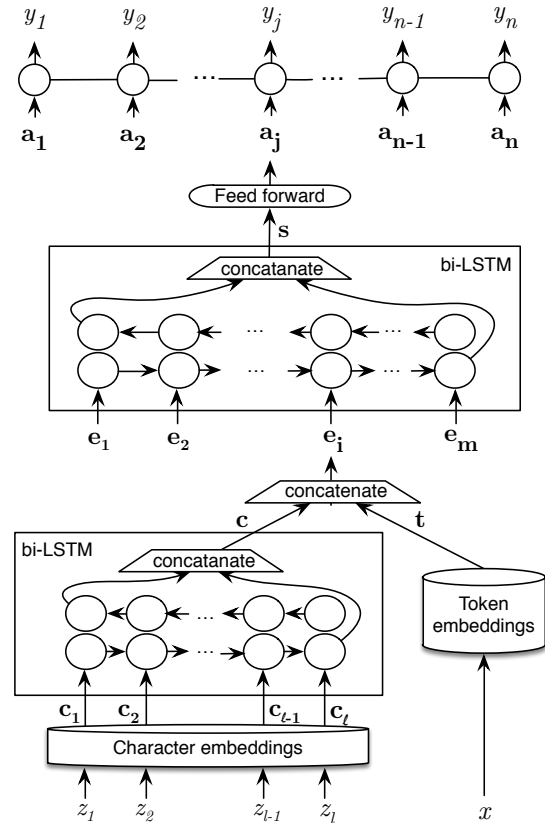 y1 y2 yj yn-1 yn
... ...
a1 a2 aj an-1 an
Feed forward
s
concatanate bi-LSTM
... ...
... ...
e1 e2 ei em
concatenate
c t
bi-LSTM
concatanate
...
...
Token
embeddings
c1 c2 cℓ-1 cℓ
Character embeddings
z1 z2 zl-1 zl x